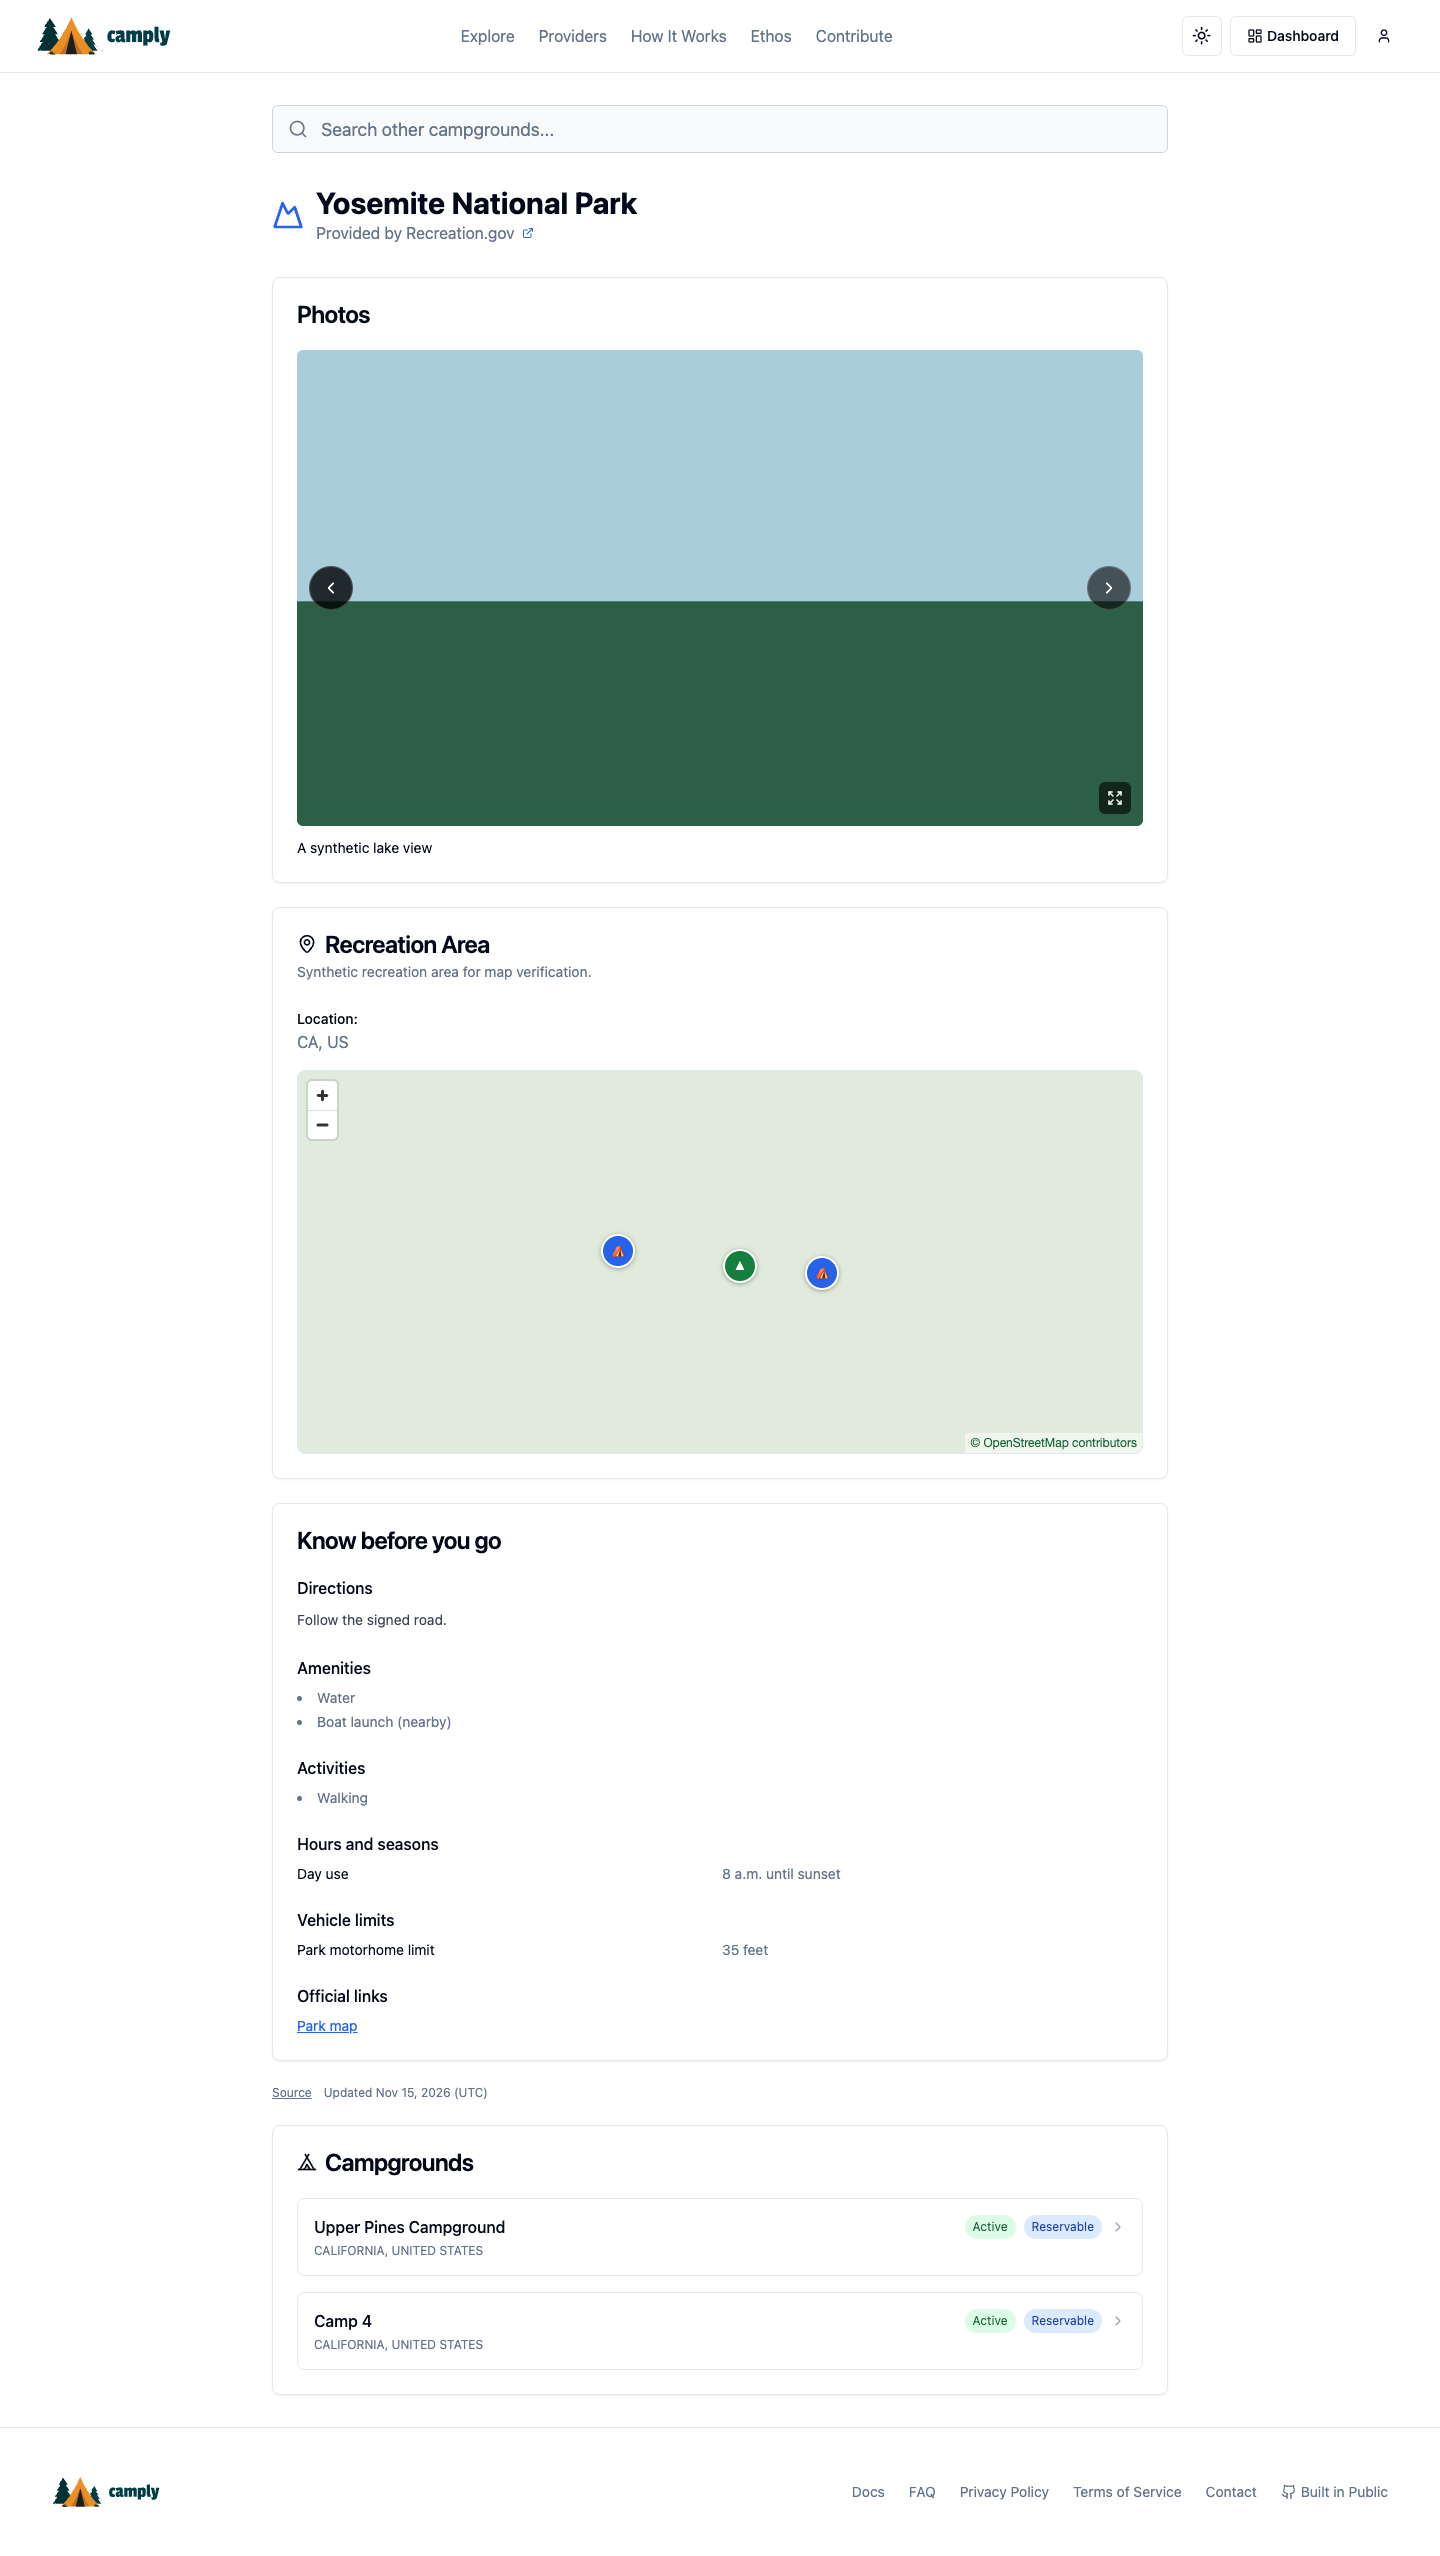 camply
Explore Providers How It Works Ethos Contribute
Dashboard
Search other campgrounds...
Yosemite National Park
Provided by Recreation.gov
Photos
A synthetic lake view
Recreation Area
Synthetic recreation area for map verification.
Location:
CA, US
© OpenStreetMap contributors
Know before you go
Directions
Follow the signed road.
Amenities
• Water
• Boat launch (nearby)
Activities
• Walking
Hours and seasons
Day use 8 a.m. until sunset
Vehicle limits
Park motorhome limit 35 feet
Official links
Park map
Source Updated Nov 15, 2026 (UTC)
Campgrounds
Upper Pines Campground Active Reservable
CALIFORNIA, UNITED STATES
Camp 4 Active Reservable
CALIFORNIA, UNITED STATES
camply
Docs FAQ Privacy Policy Terms of Service Contact Built in Public